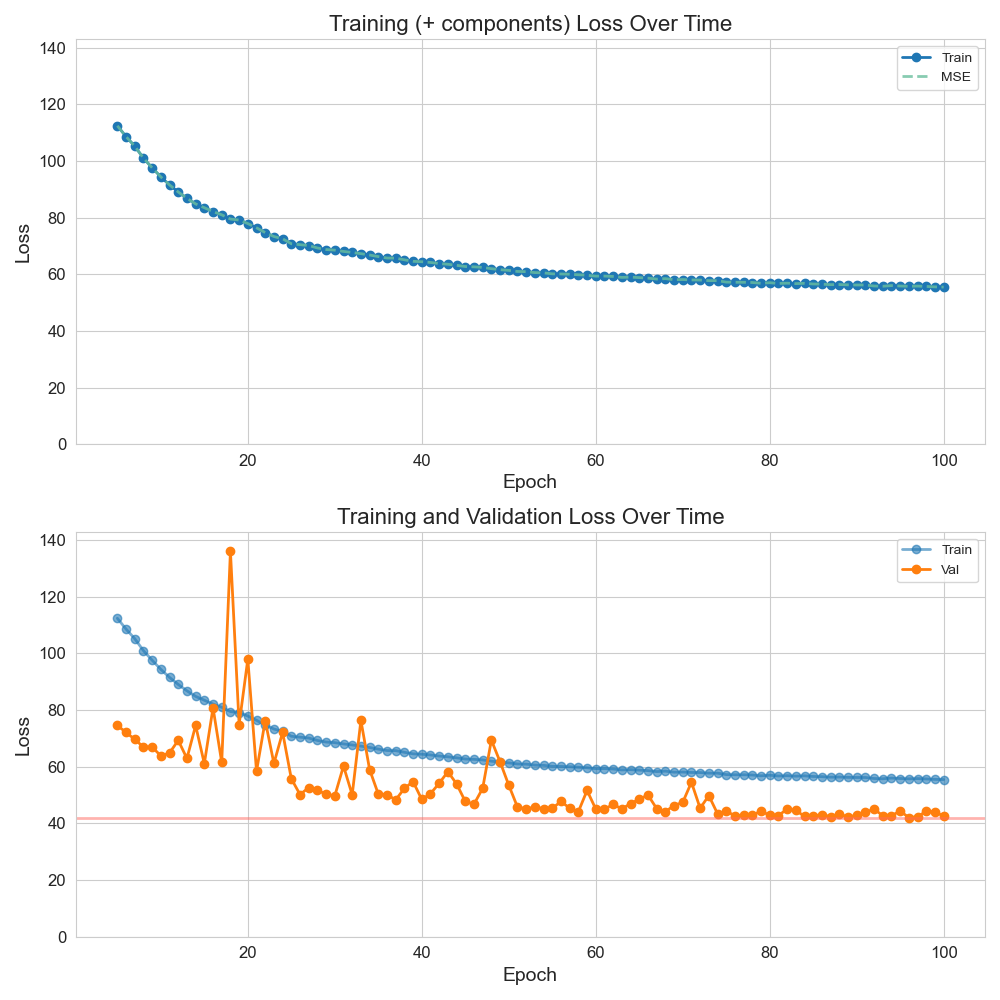 Training (+ components) Loss Over Time
Train
MSE
140
120
100
80
60
40
20
0
Loss
20 40 60 80 100
Epoch
Training and Validation Loss Over Time
Train
Val
140
120
100
80
60
40
20
0
Loss
20 40 60 80 100
Epoch